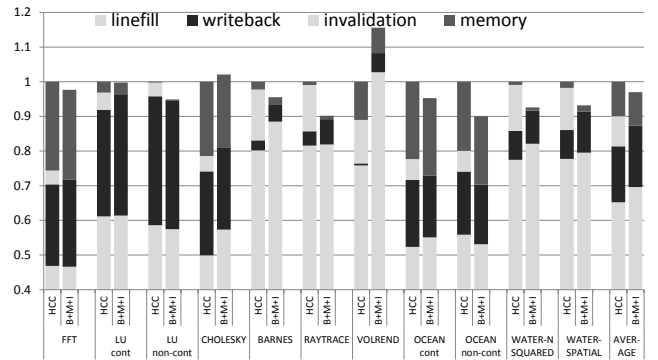 linefill writeback invalidation memory
1.2
1.1
1
0.9
0.8
0.7
0.6
0.5
0.4
HCC B+M+I HCC B+M+I HCC B+M+I HCC B+M+I HCC B+M+I HCC B+M+I HCC B+M+I HCC B+M+I HCC B+M+I HCC B+M+I HCC B+M+I HCC B+M+I
FFT LU LU CHOLESKY BARNES RAYTRACE VOLREND OCEAN OCEAN WATER-N WATER- AVER-
cont non-cont cont non-cont SQUARED SPATIAL AGE